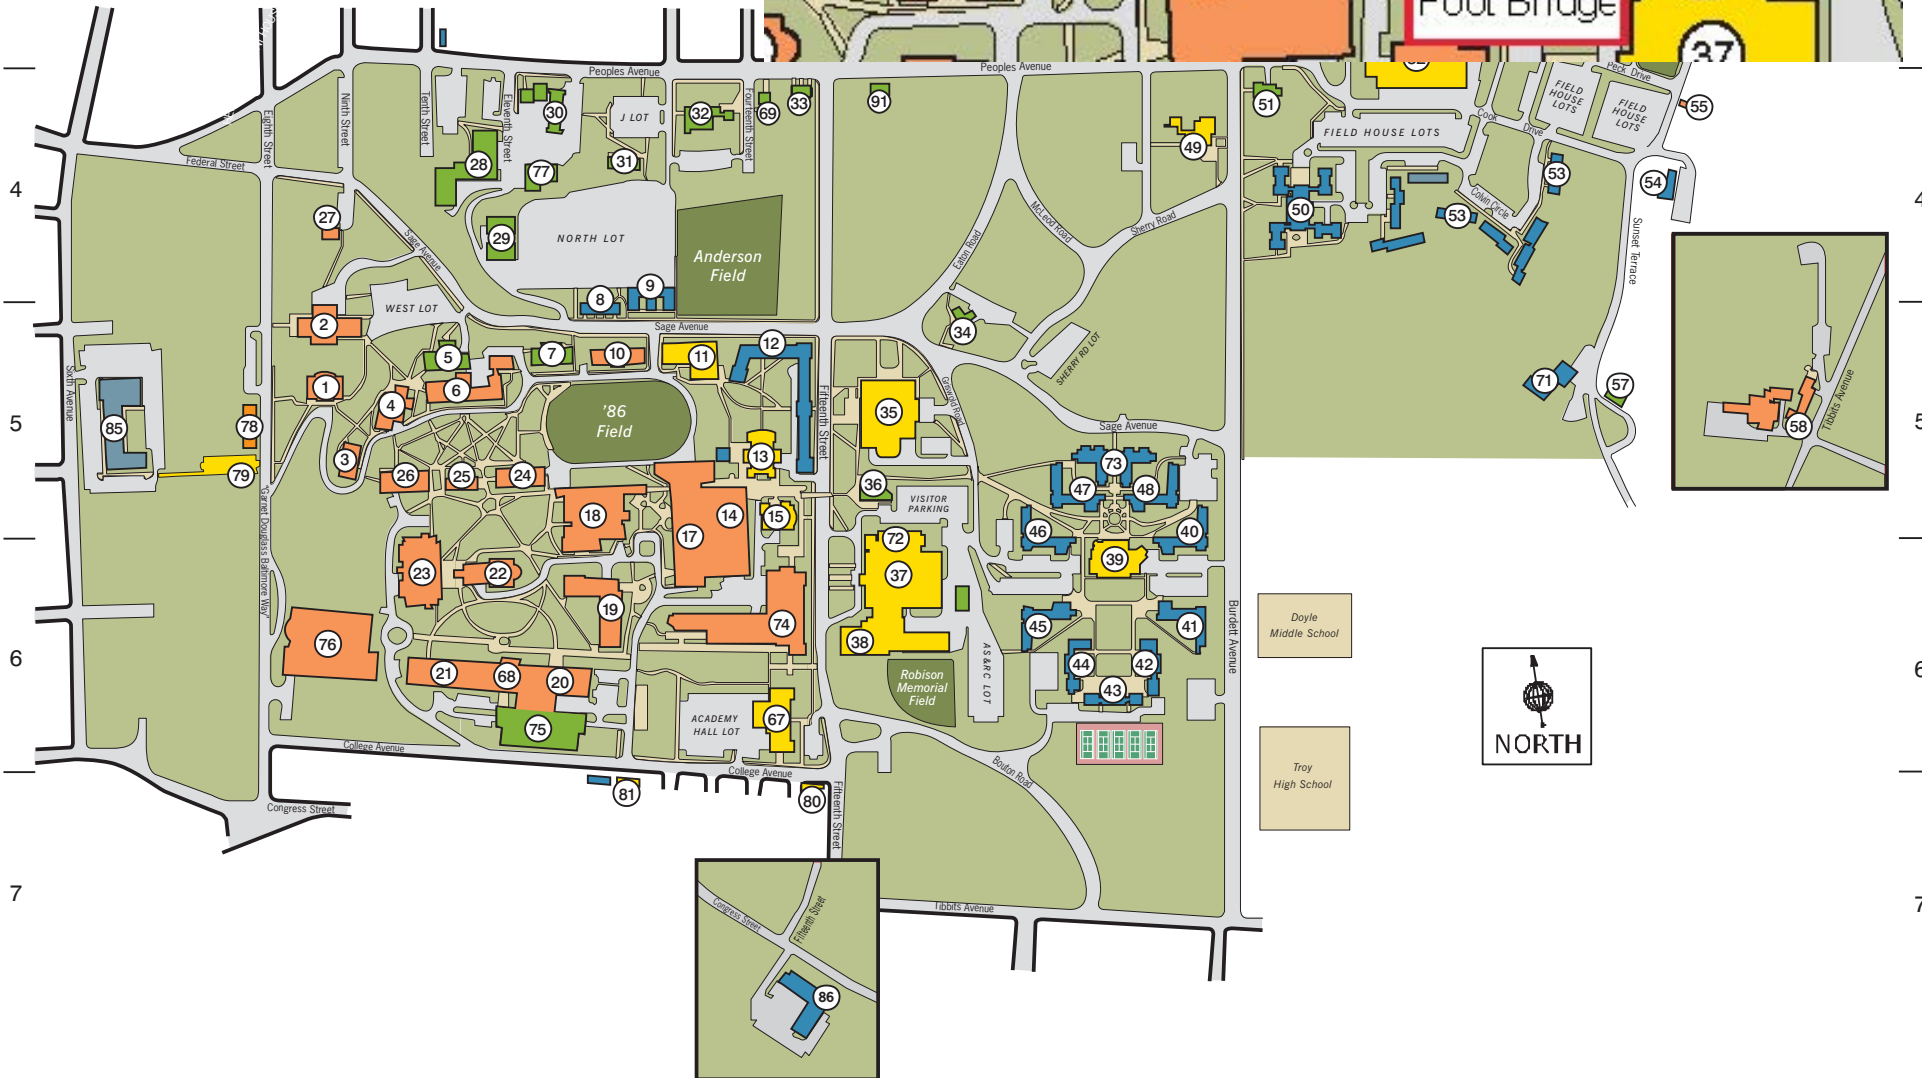 Foot Bridge
37
Peoples Avenue
Peoples Avenue
Peck Drive
FIELD
HOUSE
LOTS
FIELD
HOUSE
LOTS
55
Ninth Street
Tenth Street
Eleventh Street
Fourteenth Street
Eighth Street
30
J LOT
32
69
33
91
51
FIELD HOUSE LOTS
Cook Drive
49
Federal Street
28
77
31
53
54
4
27
50
53
Colvin Circle
Sage Avenue
29
NORTH LOT
Anderson
Field
McLeod Road
Sherry Road
Eaton Road
Sunset Terrace
8
9
WEST LOT
2
Sage Avenue
34
SHERRY RD LOT
5
7
10
11
12
Sixth Avenue
1
6
4
'86
Field
Fifteenth Street
35
Griswold Road
71
57
Tibbits Avenue
58
5
85
78
Sage Avenue
3
79
26
25
24
13
73
47
48
36
VISITOR
PARKING
18
14
15
17
46
40
72
39
"Garnet Douglass Baltimore Way"
23
22
37
19
74
38
45
41
Burdett Avenue
Doyle
Middle School
6
76
21
68
20
Robison
Memorial
Field
AS&RC LOT
44
42
43
75
ACADEMY
HALL LOT
67
NORTH
College Avenue
College Avenue
Bouton Road
Troy
High School
81
80
Congress Street
Fifteenth Street
7
Congress Street
Fifteenth Street
Tibbits Avenue
7
86